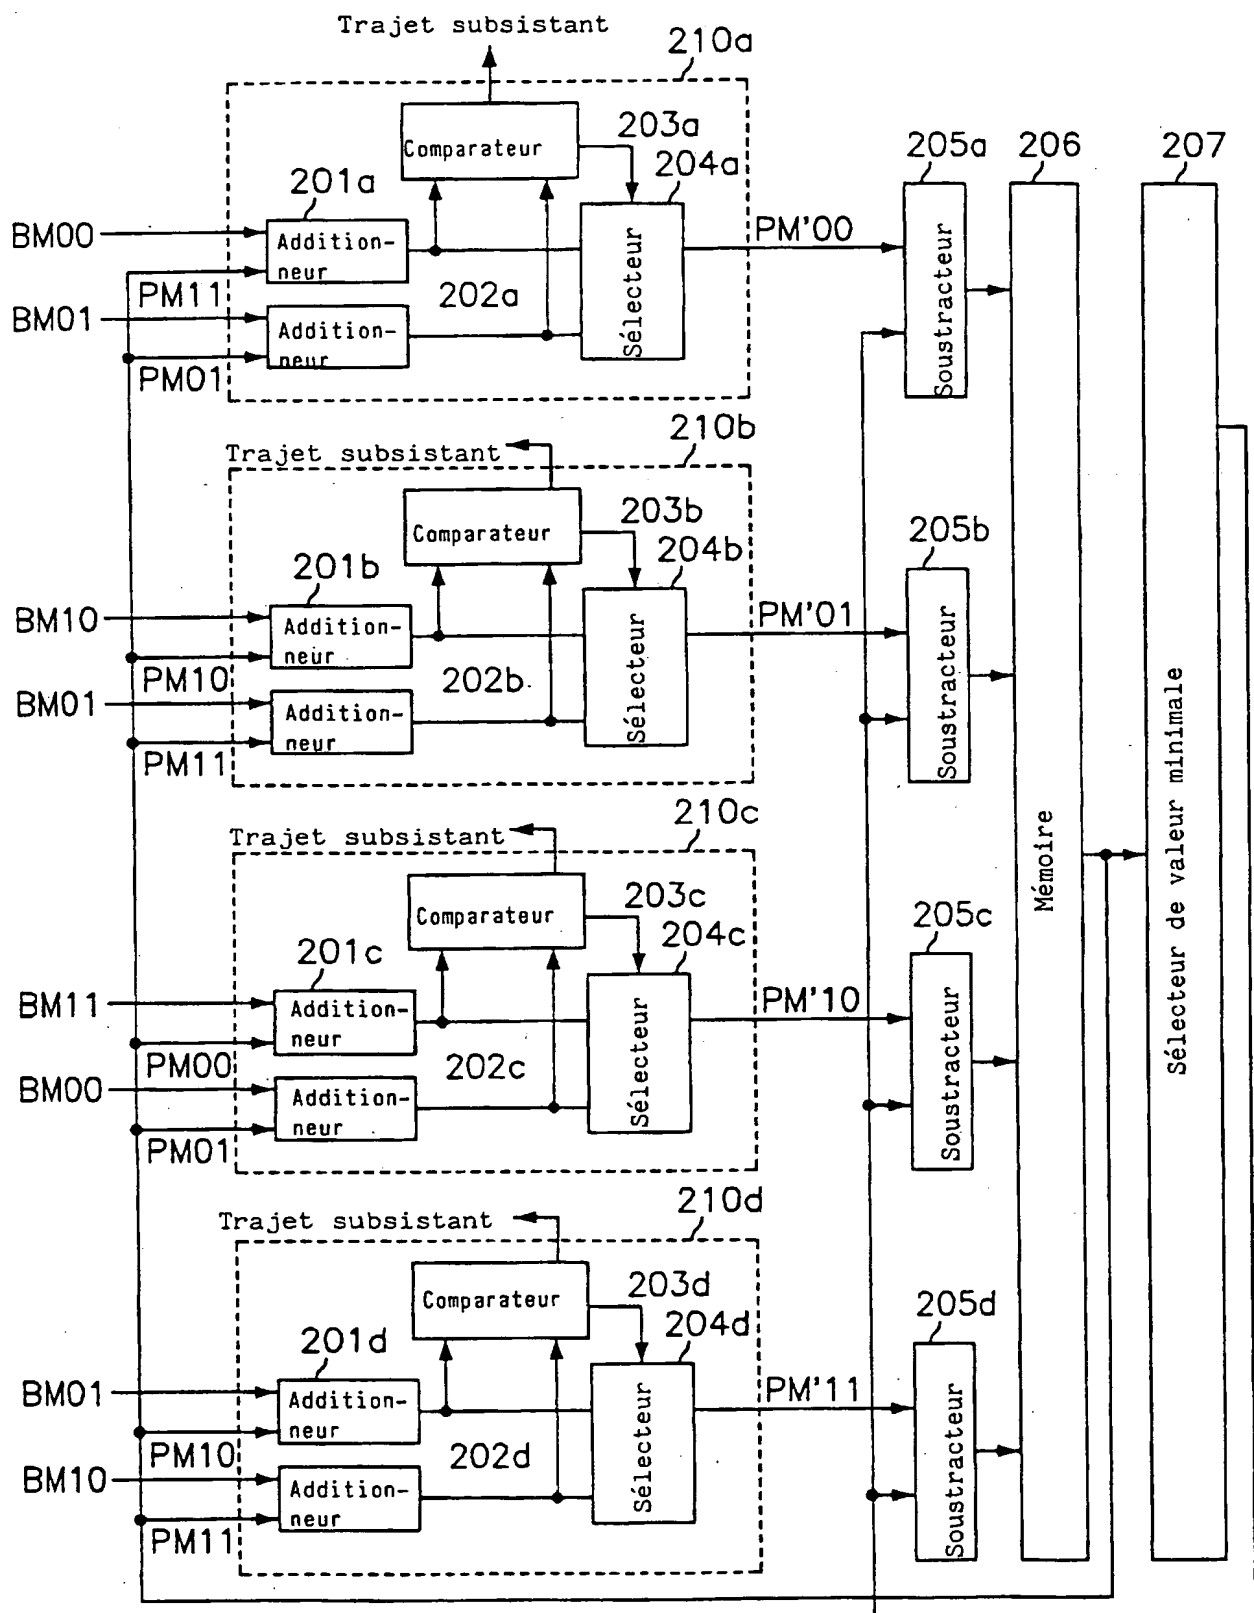 Trajet subsistant
210a
203a
Comparateur
204a
205a
206
207
201a
BM00
Addition-
neur
Sélecteur
PM'00
Soustracteur
PM11
202a
BM01
Addition-
neur
PM01
210b
Trajet subsistant
203b
Comparateur
204b
205b
201b
BM10
Addition-
neur
Sélecteur
PM'01
Soustracteur
PM10
202b
BM01
Addition-
neur
PM11
Mémoire
Sélecteur de valeur minimale
210c
Trajet subsistant
203c
Comparateur
204c
205c
201c
BM11
Addition-
neur
Sélecteur
PM'10
Soustracteur
PM00
202c
BM00
Addition-
neur
PM01
210d
Trajet subsistant
203d
Comparateur
204d
205d
201d
BM01
Addition-
neur
Sélecteur
PM'11
Soustracteur
PM10
202d
BM10
Addition-
neur
PM11